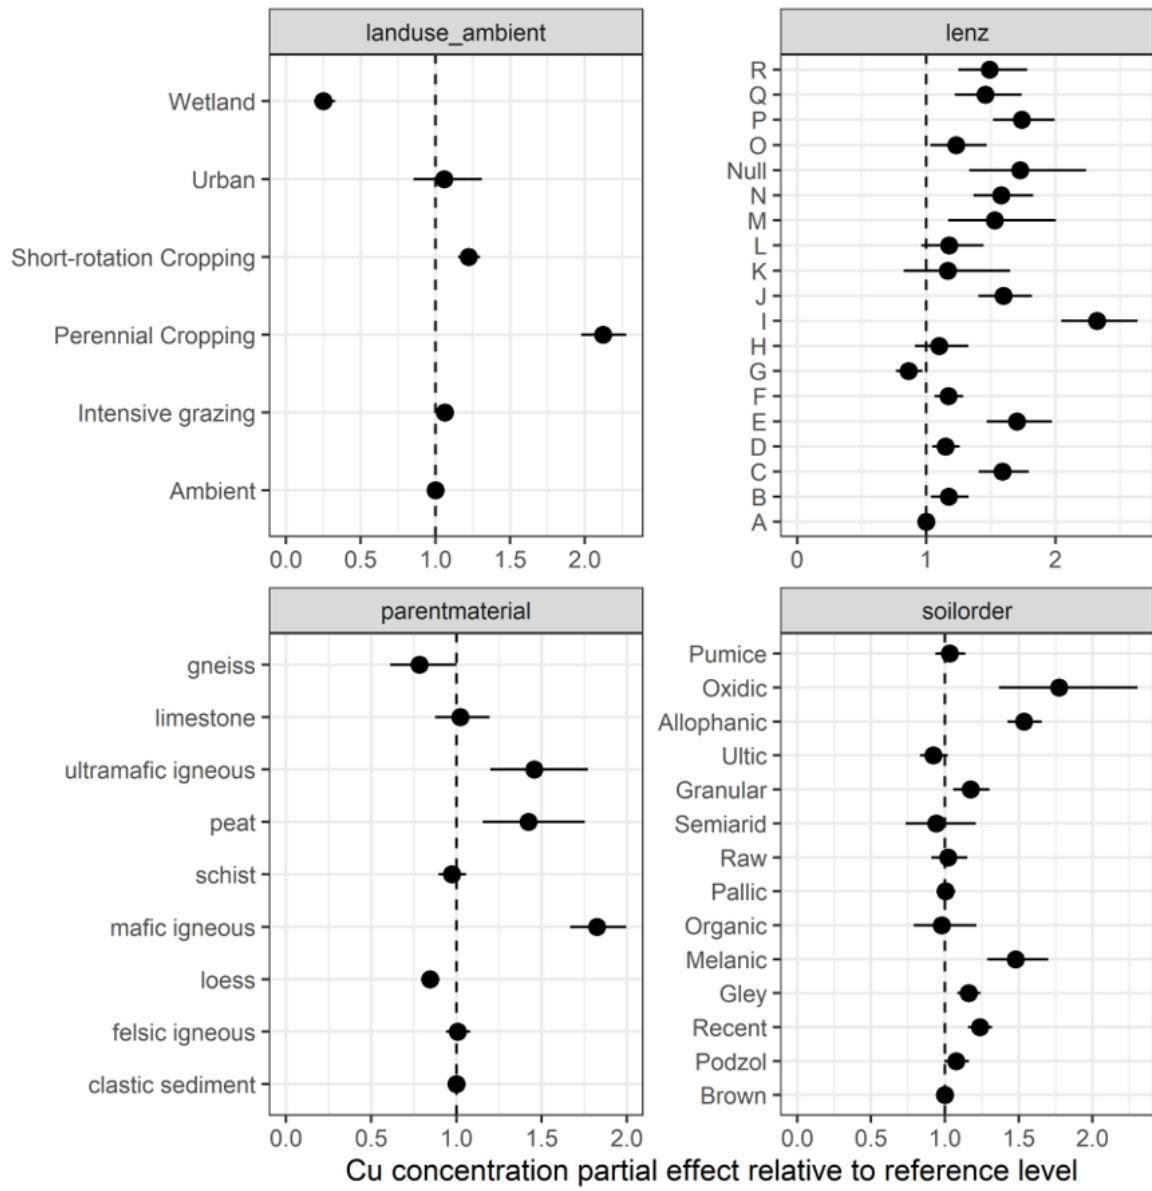 landuse_ambient
Wetland
Urban
Short-rotation Cropping
Perennial Cropping
Intensive grazing
Ambient
0.0 0.5 1.0 1.5 2.0
lenz
R
Q
P
O
Null
N
M
L
K
J
I
H
G
F
E
D
C
B
A
0 1 2
parentmaterial
gneiss
limestone
ultramafic igneous
peat
schist
mafic igneous
loess
felsic igneous
clastic sediment
0.0 0.5 1.0 1.5 2.0
soilorder
Pumice
Oxidic
Allophanic
Ultic
Granular
Semiarid
Raw
Pallic
Organic
Melanic
Gley
Recent
Podzol
Brown
0.0 0.5 1.0 1.5 2.0
Cu concentration partial effect relative to reference level